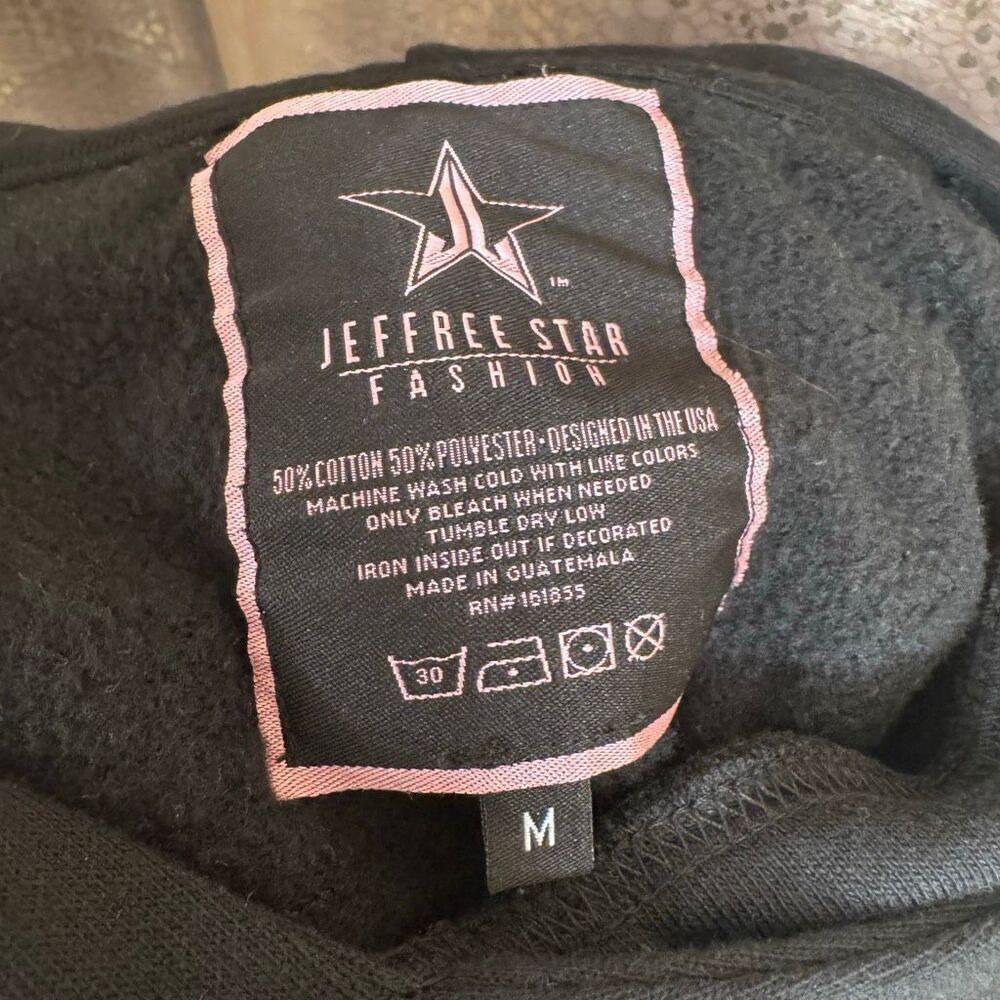 JEFFREE STAR
FASHION
50% COTTON 50% POLYESTER • DESIGNED IN THE USA
MACHINE WASH COLD WITH LIKE COLORS
ONLY BLEACH WHEN NEEDED
TUMBLE DRY LOW
IRON INSIDE OUT IF DECORATED
MADE IN GUATEMALA
RN# 161855
30
M
TM